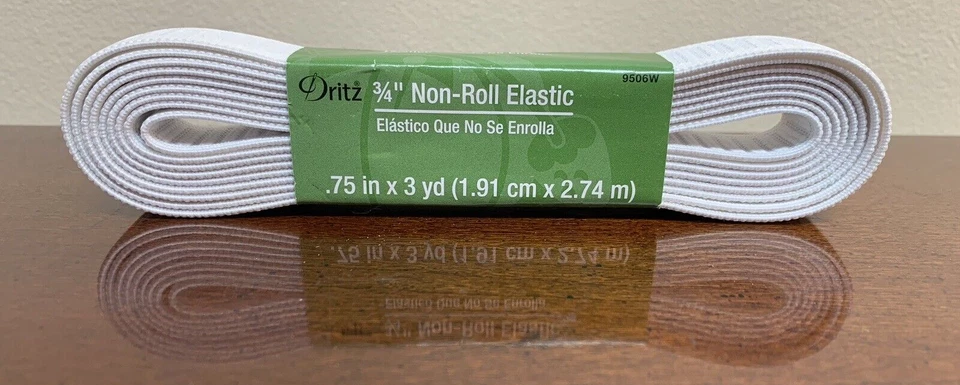 9506W
Dritz® ¾" Non-Roll Elastic
Elástico Que No Se Enrolla
.75 in x 3 yd (1.91 cm x 2.74 m)